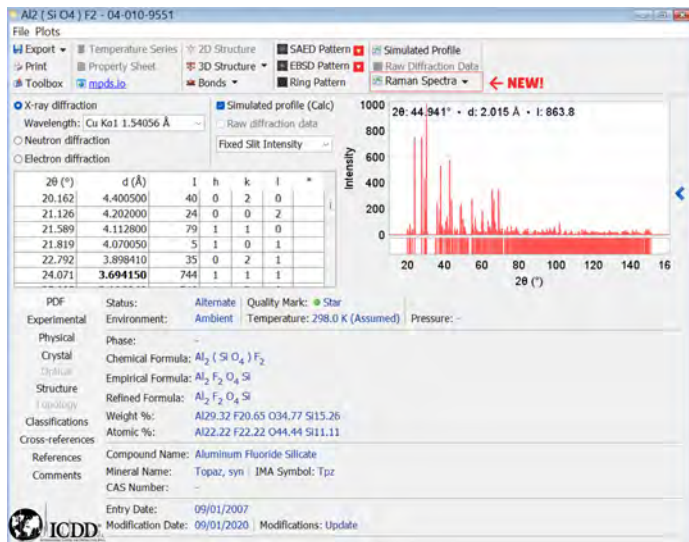 Al2 ( Si O4 ) F2 - 04-010-9551
File Plots
Export Temperature Series 2D Structure SAED Pattern Simulated Profile
Print Property Sheet 3D Structure EBSD Pattern Raw Diffraction Data
Toolbox mpds.io Bonds Ring Pattern Raman Spectra NEW!
X-ray diffraction Simulated profile (Calc)
Wavelength: Cu Kα1 1.54056 Å Raw diffraction data
Neutron diffraction Fixed Slit Intensity
Electron diffraction
2θ (°) d (Å) I h k l *
20.162 4.400500 40 0 2 0
21.126 4.202000 24 0 0 2
21.589 4.112800 79 1 1 0
21.819 4.070050 5 1 0 1
22.792 3.898410 35 0 2 1
24.071 3.694150 744 1 1 1
2θ: 44.941° · d: 2.015 Å · I: 863.8
Intensity
1000
800
600
400
200
0
20 40 60 80 100 120 140 16
2θ (°)
PDF
Experimental
Physical
Crystal
Optical
Structure
Topology
Classifications
Cross-references
References
Comments
Status: Alternate Quality Mark: Star
Environment: Ambient Temperature: 298.0 K (Assumed) Pressure: -
Phase: -
Chemical Formula: Al2 ( Si O4 ) F2
Empirical Formula: Al2 F2 O4 Si
Refined Formula: Al2 F2 O4 Si
Weight %: Al29.32 F20.65 O34.77 Si15.26
Atomic %: Al22.22 F22.22 O44.44 Si11.11
Compound Name: Aluminum Fluoride Silicate
Mineral Name: Topaz, syn IMA Symbol: Tpz
CAS Number: -
Entry Date: 09/01/2007
Modification Date: 09/01/2020 Modifications: Update
ICDD